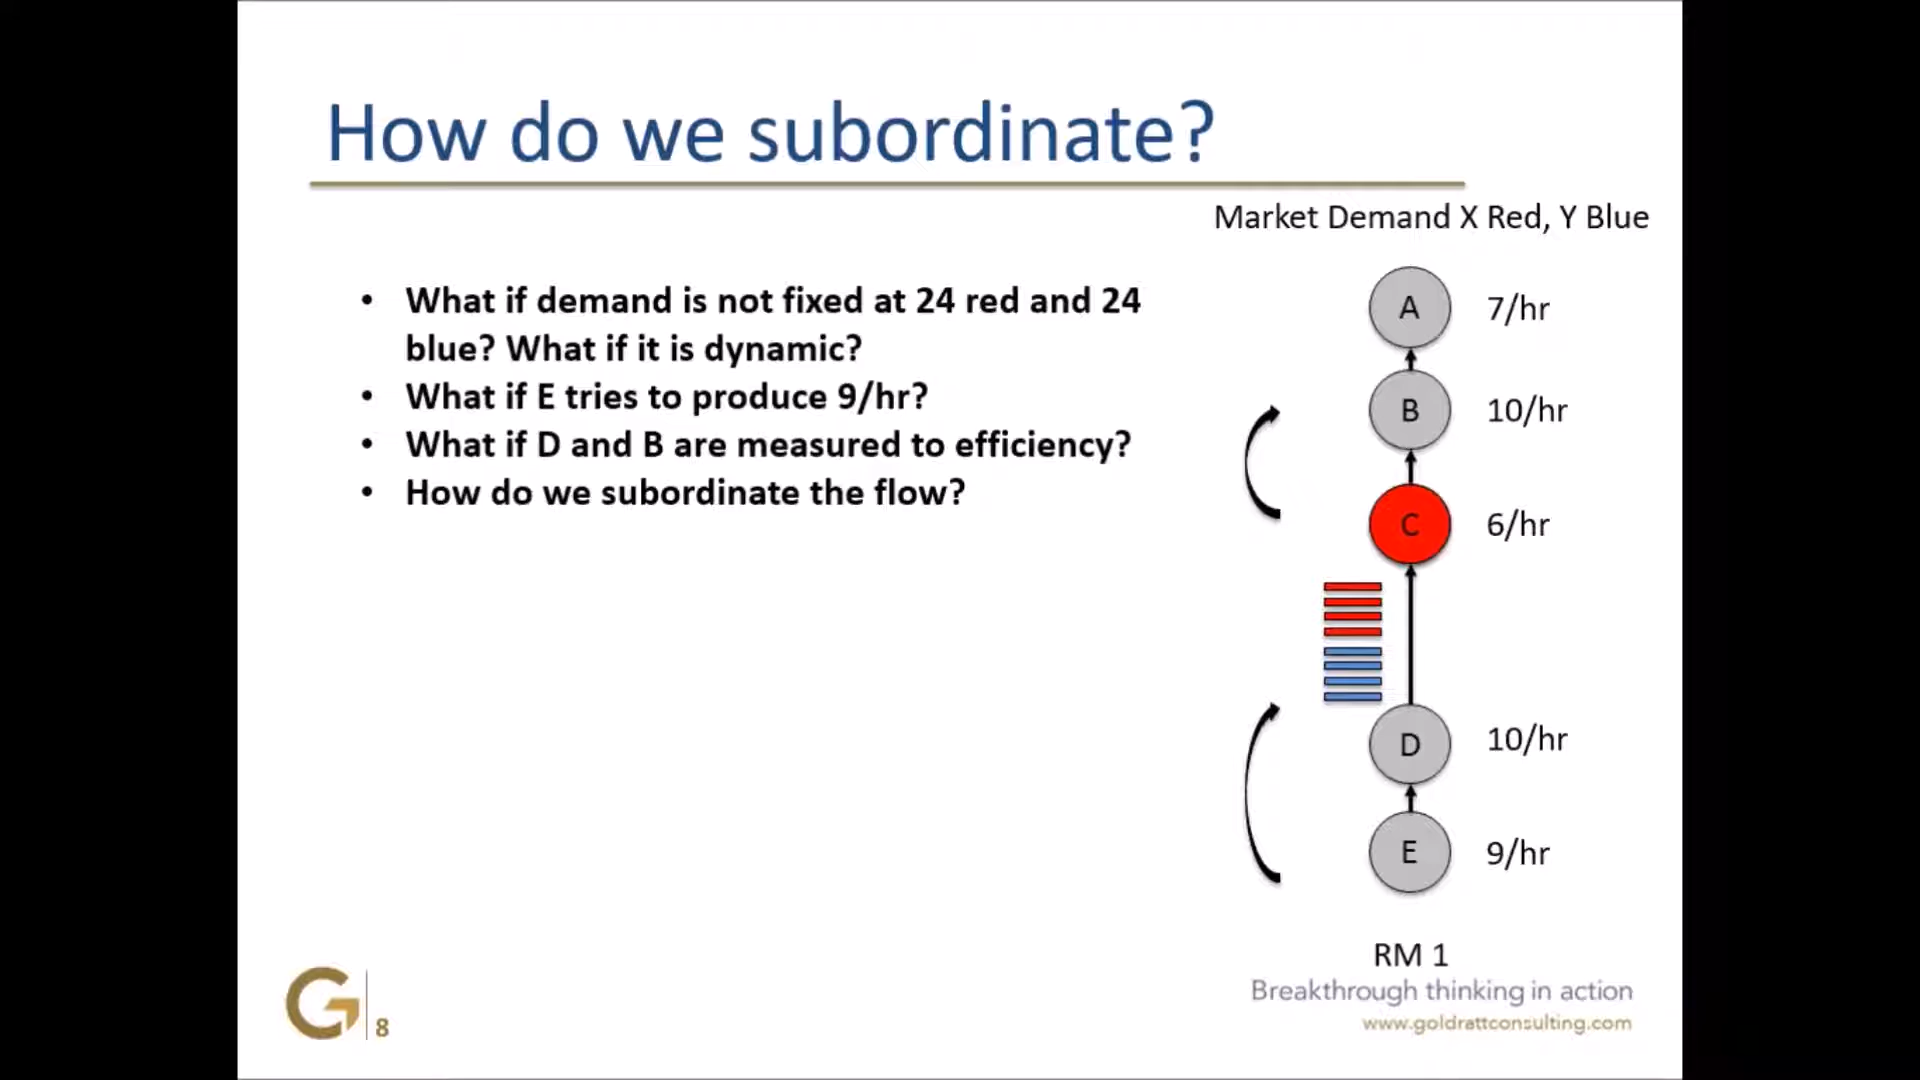 How do we subordinate?
Market Demand X Red, Y Blue
• What if demand is not fixed at 24 red and 24
blue? What if it is dynamic?
• What if E tries to produce 9/hr?
• What if D and B are measured to efficiency?
• How do we subordinate the flow?
A 7/hr
B 10/hr
C 6/hr
D 10/hr
E 9/hr
RM 1
Breakthrough thinking in action
www.goldrattconsulting.com
G 8